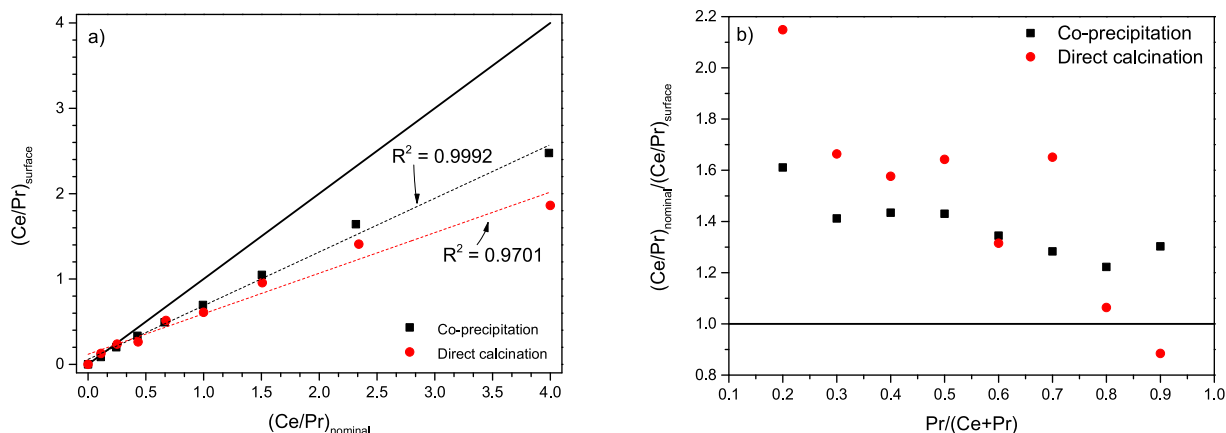 a)
4
3
2
1
0
(Ce/Pr)surface
R2 = 0.9992
R2 = 0.9701
Co-precipitation
Direct calcination
0.0 0.5 1.0 1.5 2.0 2.5 3.0 3.5 4.0
(Ce/Pr)nominal
b)
2.2
2.0
1.8
1.6
1.4
1.2
1.0
0.8
(Ce/Pr)nominal/(Ce/Pr)surface
Co-precipitation
Direct calcination
0.1 0.2 0.3 0.4 0.5 0.6 0.7 0.8 0.9 1.0
Pr/(Ce+Pr)